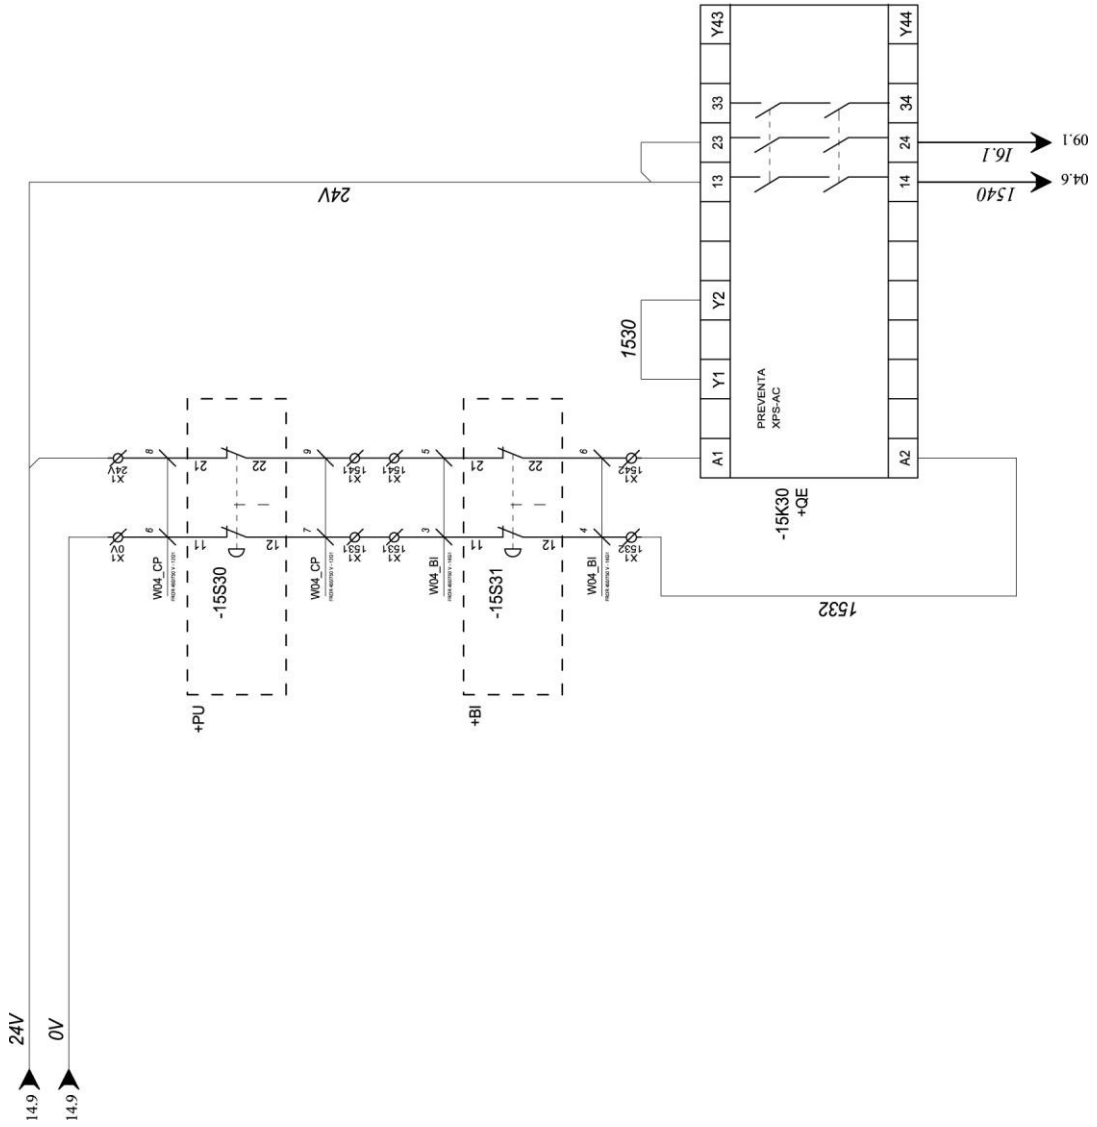 Y43
Y44
33
34
23
24
16.1
09.1
13
14
1540
04.6
24V
Y2
1530
Y1
PREVENTA
XPS-AC
A1
A2
-15K30
+QE
X1
24V
8
21
22
9
X1
1541
X1
1541
5
21
22
6
X1
1542
X1
0V
6
11
12
7
X1
1531
X1
1531
3
11
12
4
X1
1532
W04_CP
-15S30
W04_CP
W04_BI
-15S31
W04_BI
1532
+PU
+BI
24V
0V
14.9
14.9